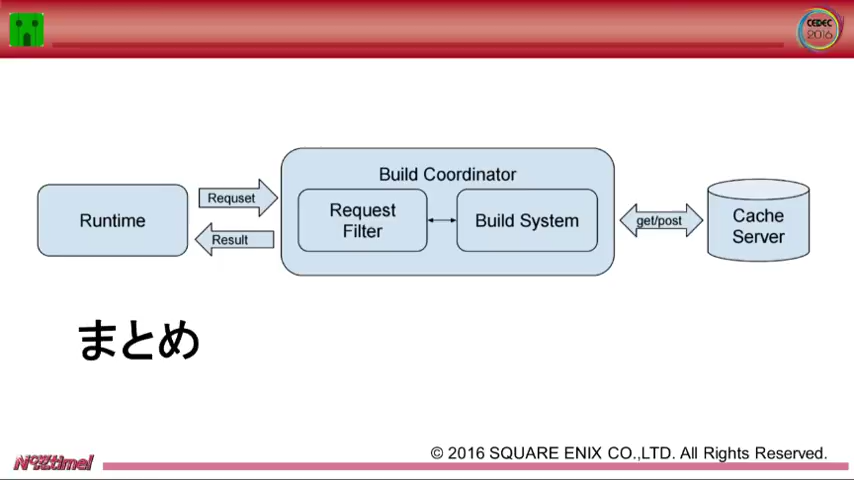 CEDEC
2016
Build Coordinator
Runtime
Requset
Result
Request
Filter
Build System
get/post
Cache
Server
まとめ
© 2016 SQUARE ENIX CO.,LTD. All Rights Reserved.